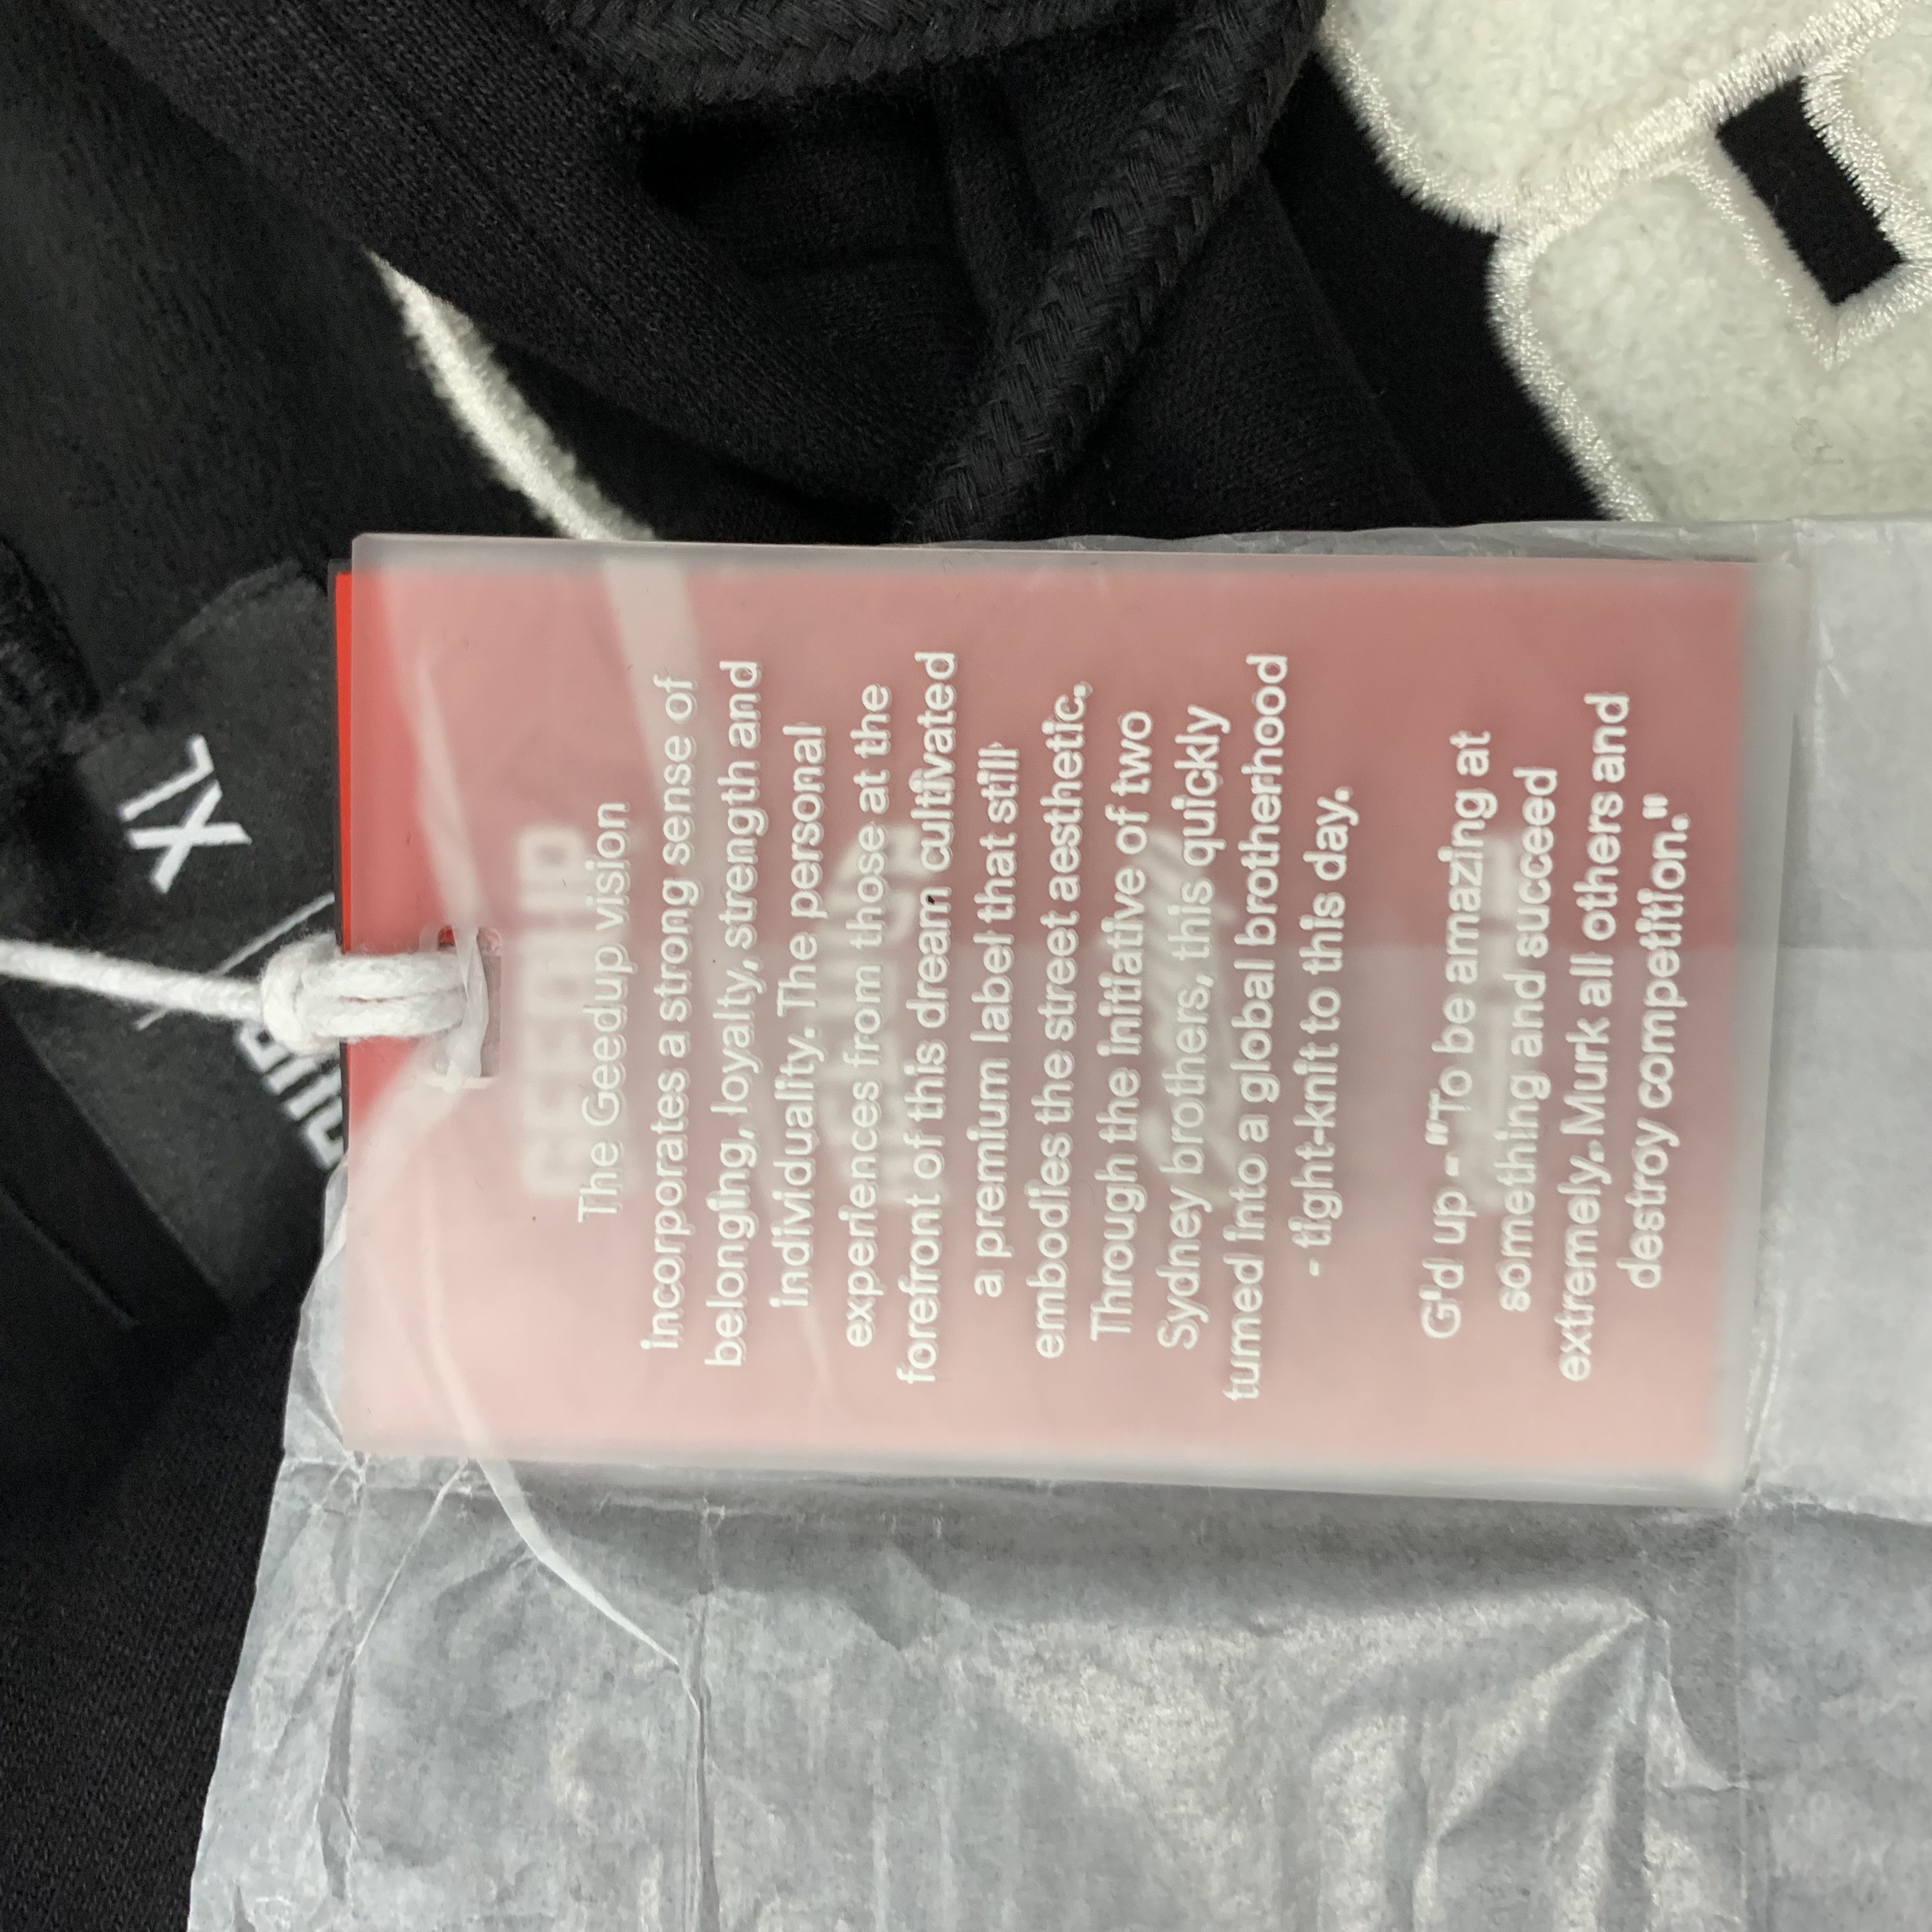 XL
The Geedup vision
incorporates a strong sense of
belonging, loyalty, strength and
individuality. The personal
experiences from those at the
forefront of this dream cultivated
a premium label that still
embodies the street aesthetic.
Through the initiative of two
Sydney brothers, this quickly
turned into a global brotherhood
- tight-knit to this day.
G'd up - "To be amazing at
something and succeed
extremely. Murk all others and
destroy competition."